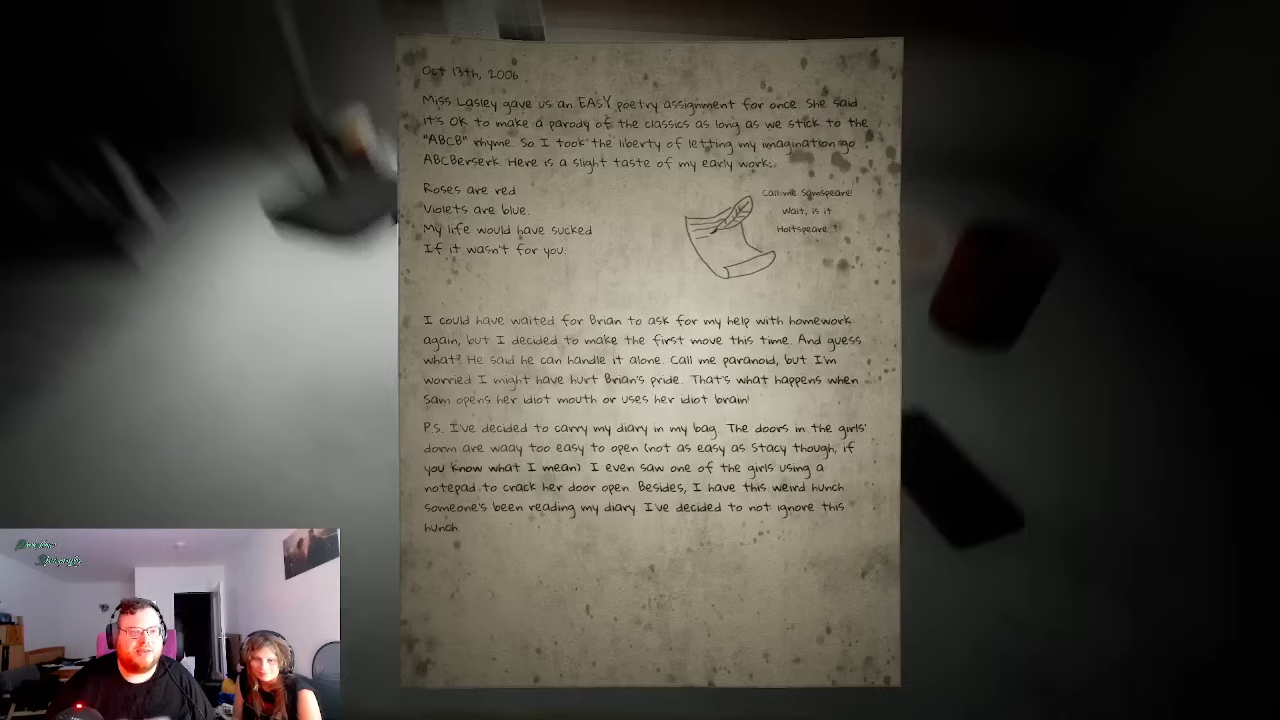 Oct 13th, 2006
Miss Lasley gave us an EASY poetry assignment for once. She said
it's OK to make a parody of the classics as long as we stick to the
"ABCB" rhyme. So I took the liberty of letting my imagination go
ABCBerserk. Here is a slight taste of my early work...
Roses are red
Violets are blue.
My life would have sucked
If it wasn't for you.
Call me Samspeare!
Wait, is it
Holtspeare..?
I could have waited for Brian to ask for my help with homework
again, but I decided to make the first move this time. And guess
what? He said he can handle it alone. Call me paranoid, but I'm
worried I might have hurt Brian's pride. That's what happens when
Sam opens her idiot mouth or uses her idiot brain!
P.S. I've decided to carry my diary in my bag. The doors in the girls'
dorm are waay too easy to open (not as easy as Stacy though, if
you know what I mean) I even saw one of the girls using a
notepad to crack her door open. Besides, I have this weird hunch
someone's been reading my diary. I've decided to not ignore this
hunch.